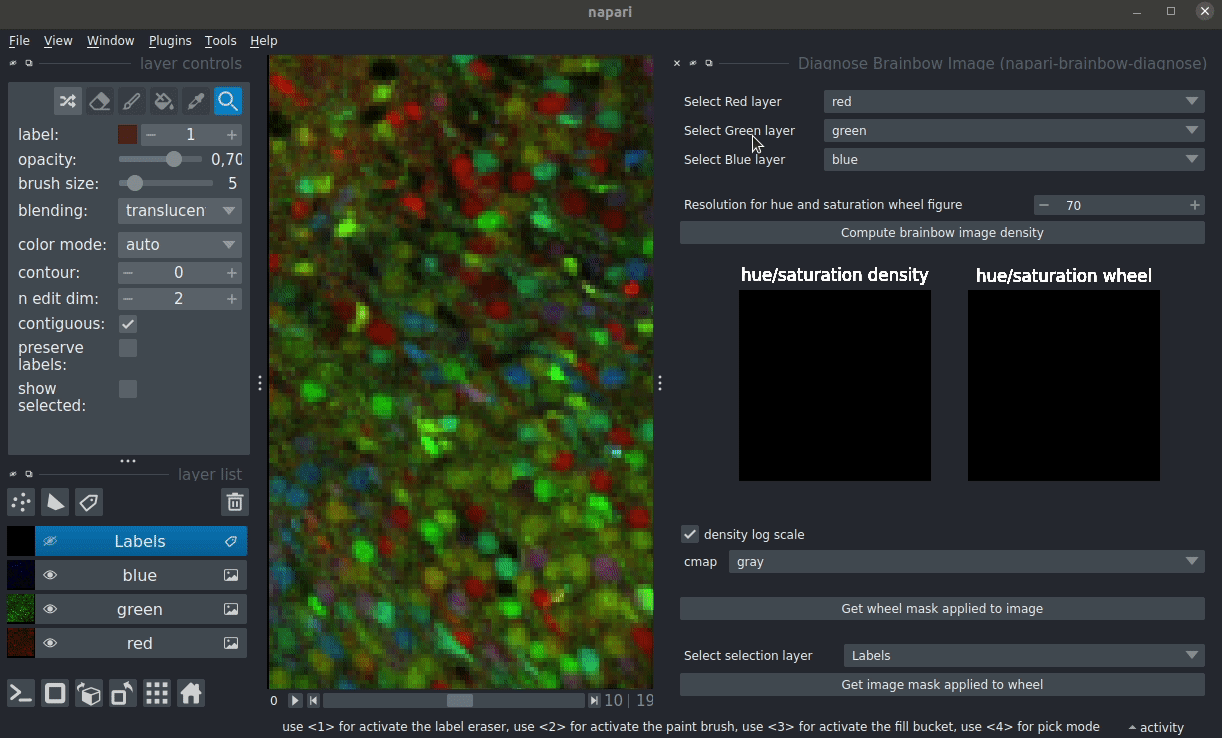 napari
File View Window Plugins Tools Help
layer controls
label: 1
opacity: 0,70
brush size: 5
blending: translucen
color mode: auto
contour: 0
n edit dim: 2
contiguous:
preserve
labels:
show
selected:
layer list
Labels
blue
green
red
0
10 | 19
Diagnose Brainbow Image (napari-brainbow-diagnose)
Select Red layer red
Select Green layer green
Select Blue layer blue
Resolution for hue and saturation wheel figure 70
Compute brainbow image density
hue/saturation density hue/saturation wheel
density log scale
cmap gray
Get wheel mask applied to image
Select selection layer Labels
Get image mask applied to wheel
use <1> for activate the label eraser, use <2> for activate the paint brush, use <3> for activate the fill bucket, use <4> for pick mode
activity